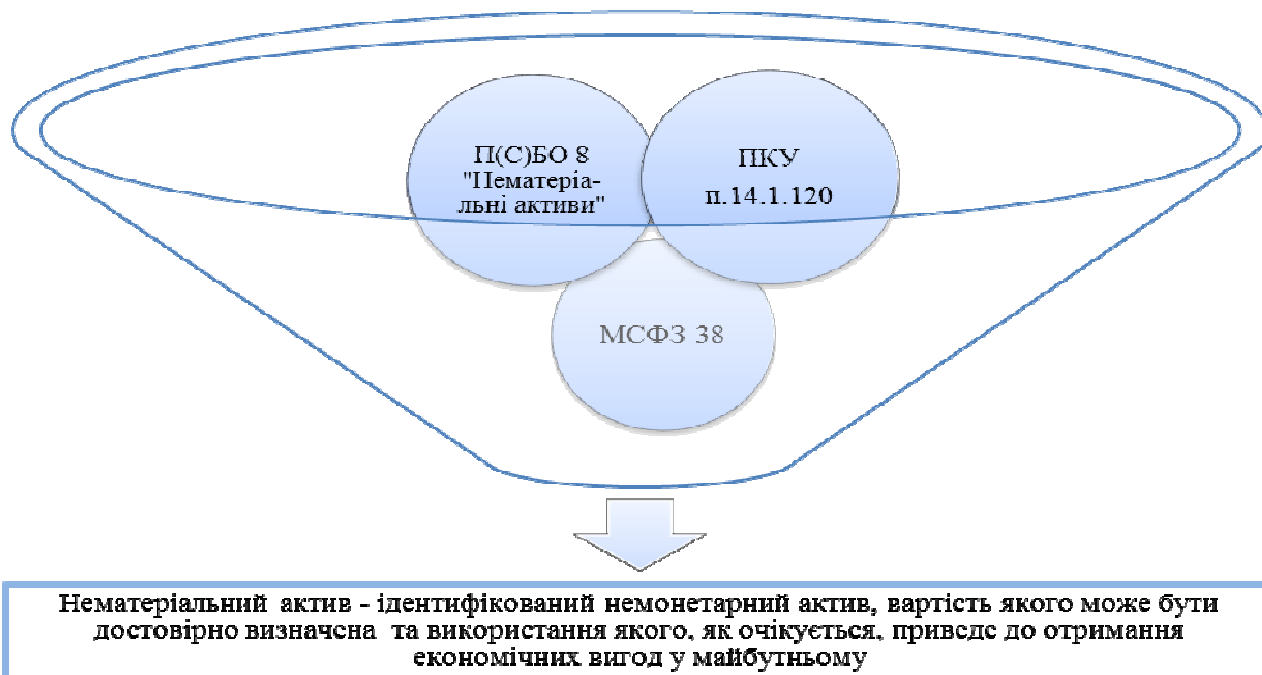 П(С)БО 8
"Нематеріа-
льні активи"
ПКУ
п.14.1.120
МСФЗ 38
Нематеріальний актив - ідентифікований немонетарний актив, вартість якого може бути
достовірно визначена та використання якого, як очікується, приведе до отримання
економічних вигод у майбутньому